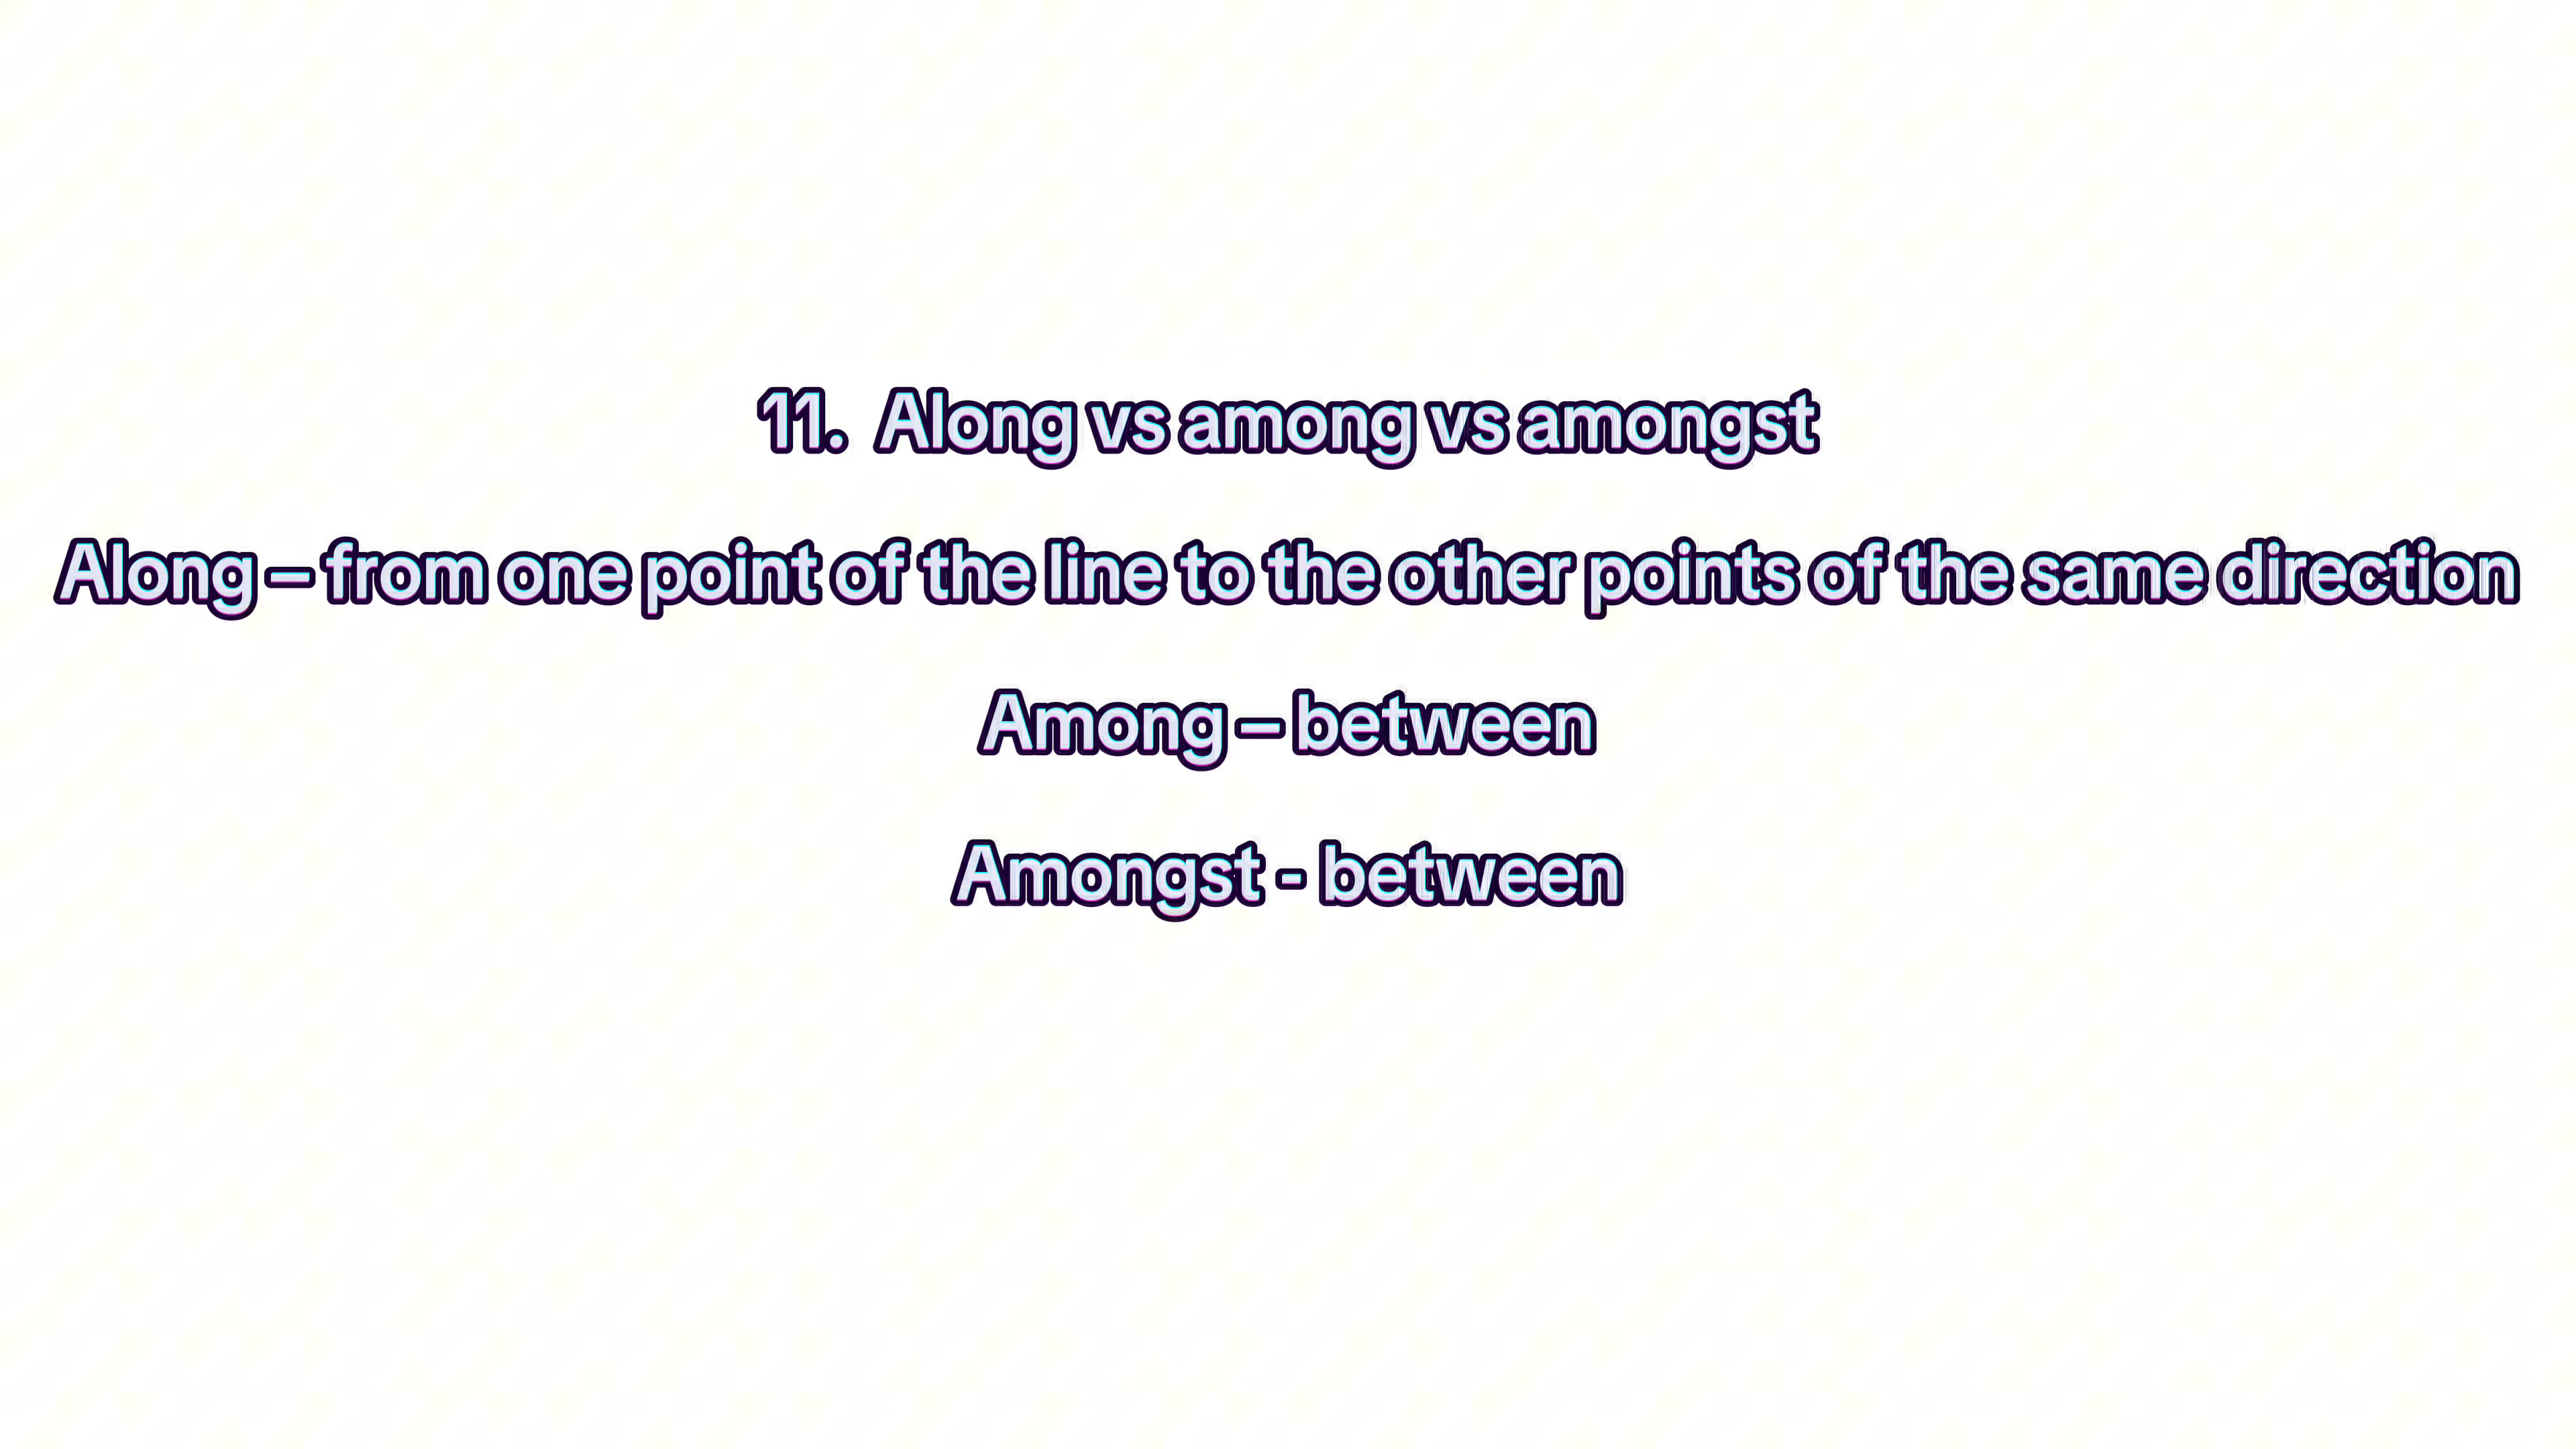 11.  Along vs among vs amongst
Along – from one point of the line to the other points of the same direction
Among – between
Amongst - between